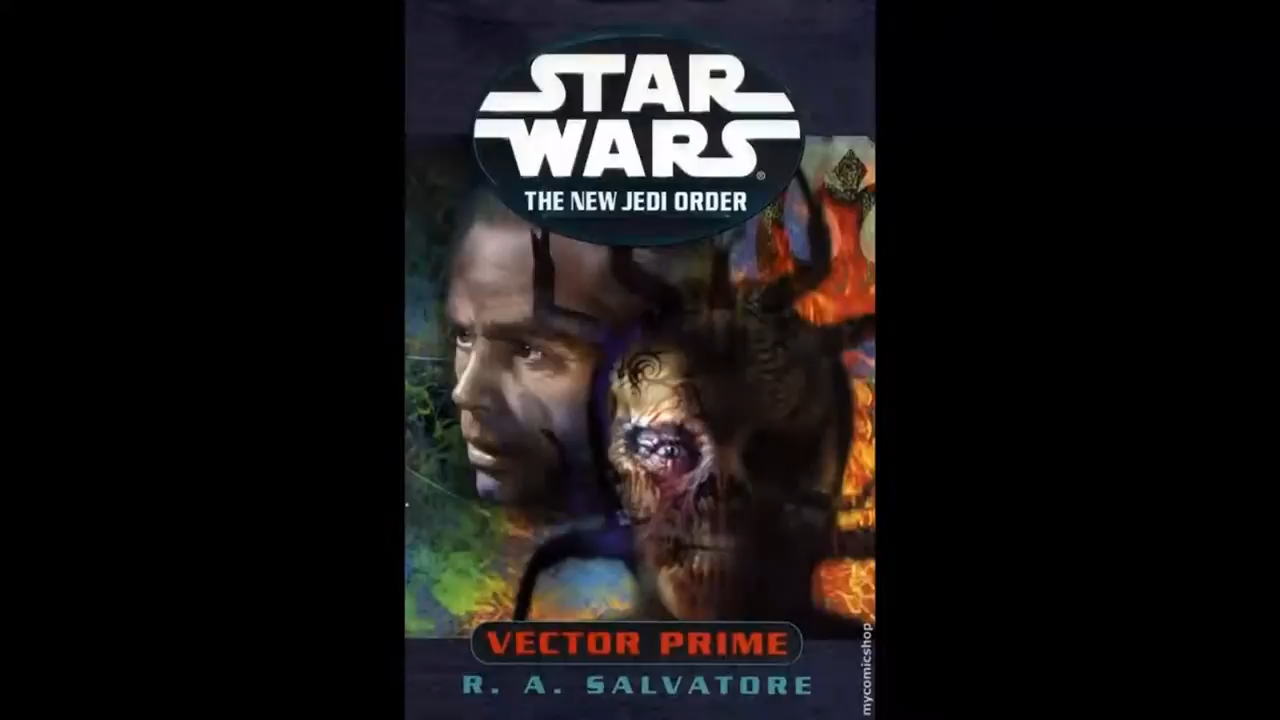 STAR
WARS®
THE NEW JEDI ORDER
VECTOR PRIME
R. A. SALVATORE
mycomicshop